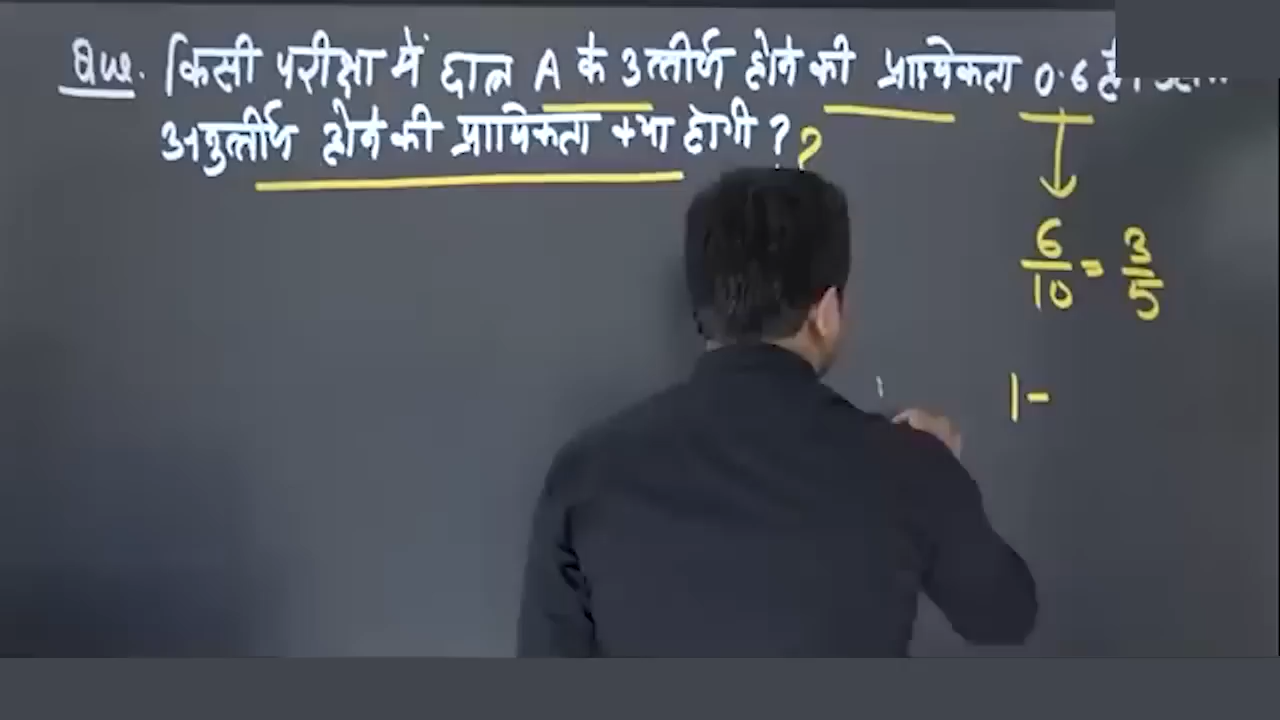 Que. किसी परीक्षा में छात्र A के उत्तीर्ण होने की प्रायिकता 0.6 है।
अनुत्तीर्ण होने की प्रायिकता क्या होगी ? ?
6/10 = 3/5
1-